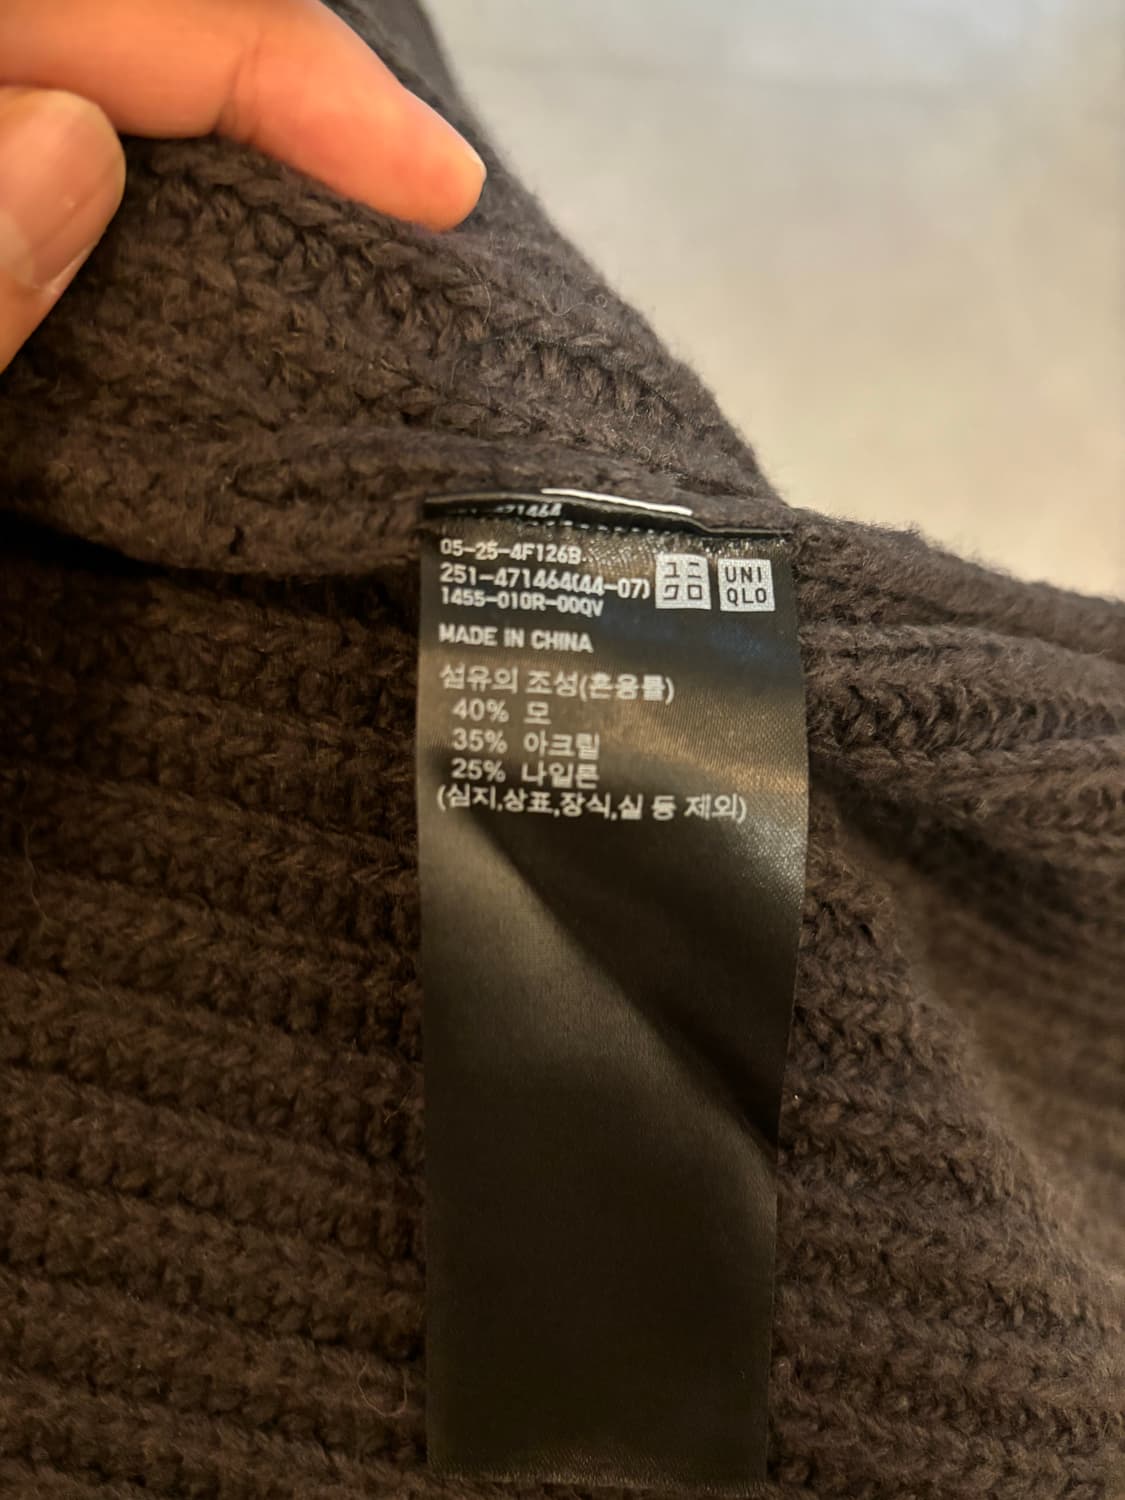 471464
05-25-4F126B.
251-471464(44-07)
1455-010R-00QV
UNI
QLO
MADE IN CHINA
섬유의 조성(혼용률)
40% 모
35% 아크릴
25% 나일론
(심지,상표,장식,실 등 제외)